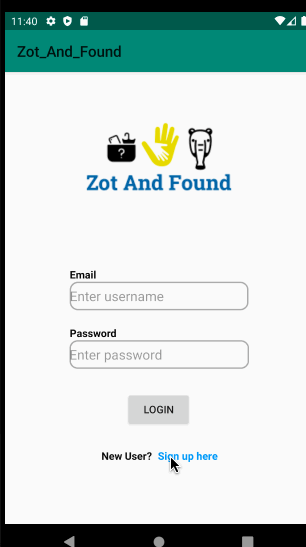 11:40
Zot_And_Found
?
Zot And Found
Email
Enter username
Password
Enter password
LOGIN
New User? Sign up here